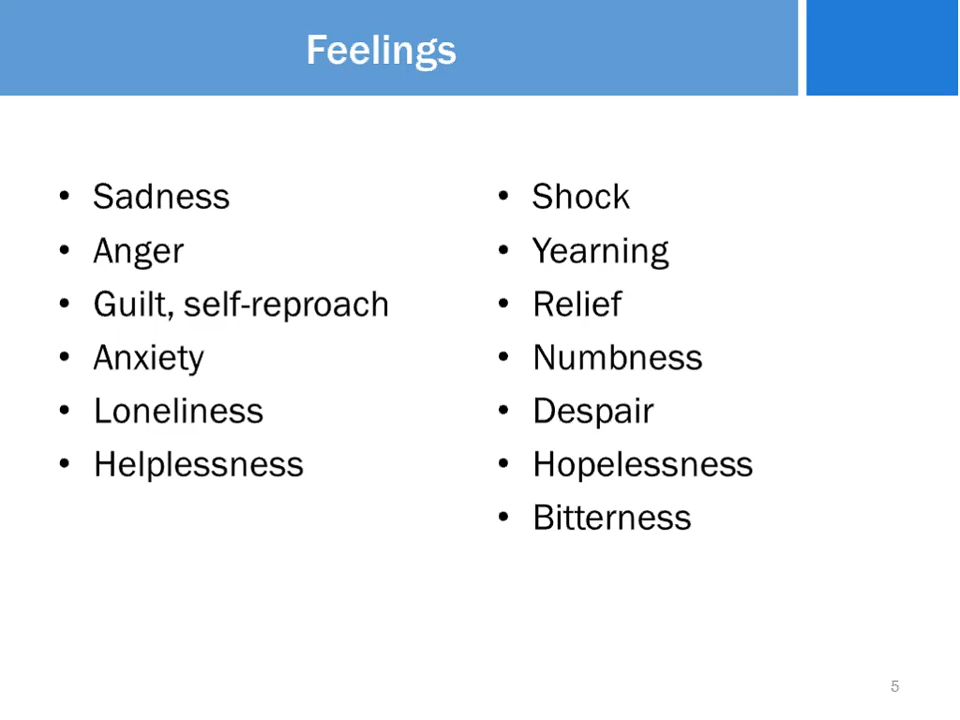 Feelings
• Sadness
• Anger
• Guilt, self-reproach
• Anxiety
• Loneliness
• Helplessness
• Shock
• Yearning
• Relief
• Numbness
• Despair
• Hopelessness
• Bitterness
5